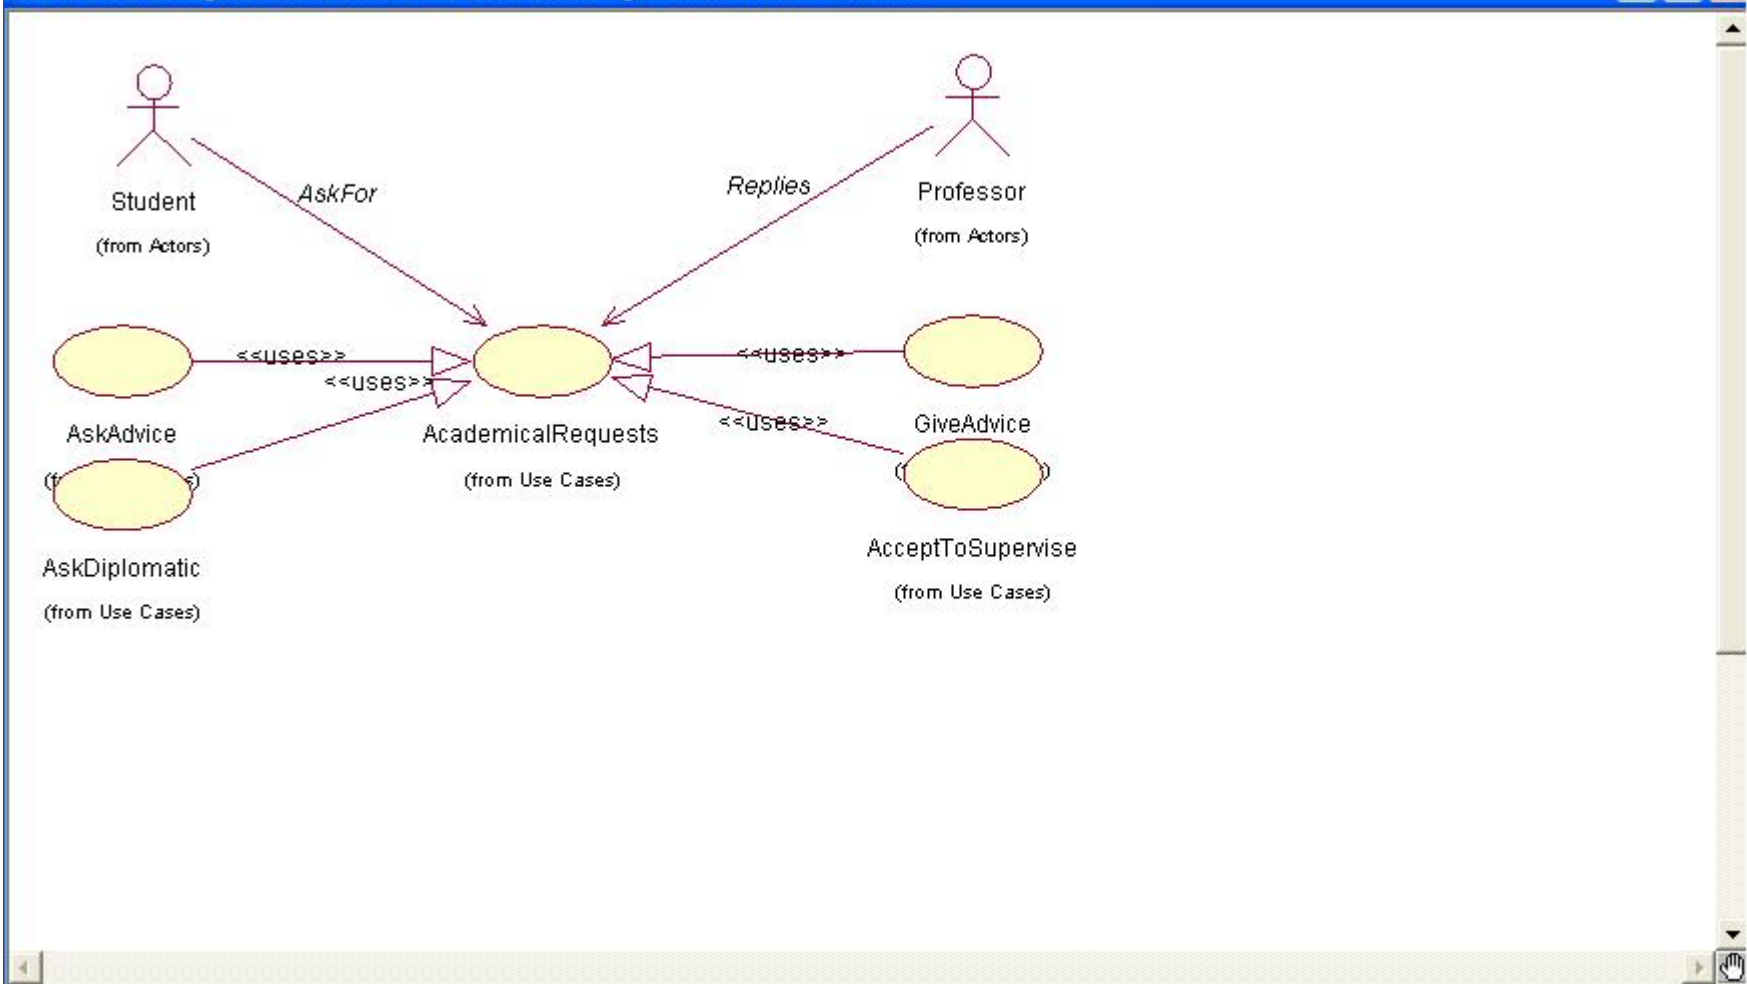 Student
(from Actors)
AskFor
Replies
Professor
(from Actors)
<<uses>>
<<uses>>
<<uses>>
<<uses>>
AskAdvice
AcademicalRequests
(from Use Cases)
GiveAdvice
AskDiplomatic
(from Use Cases)
AcceptToSupervise
(from Use Cases)